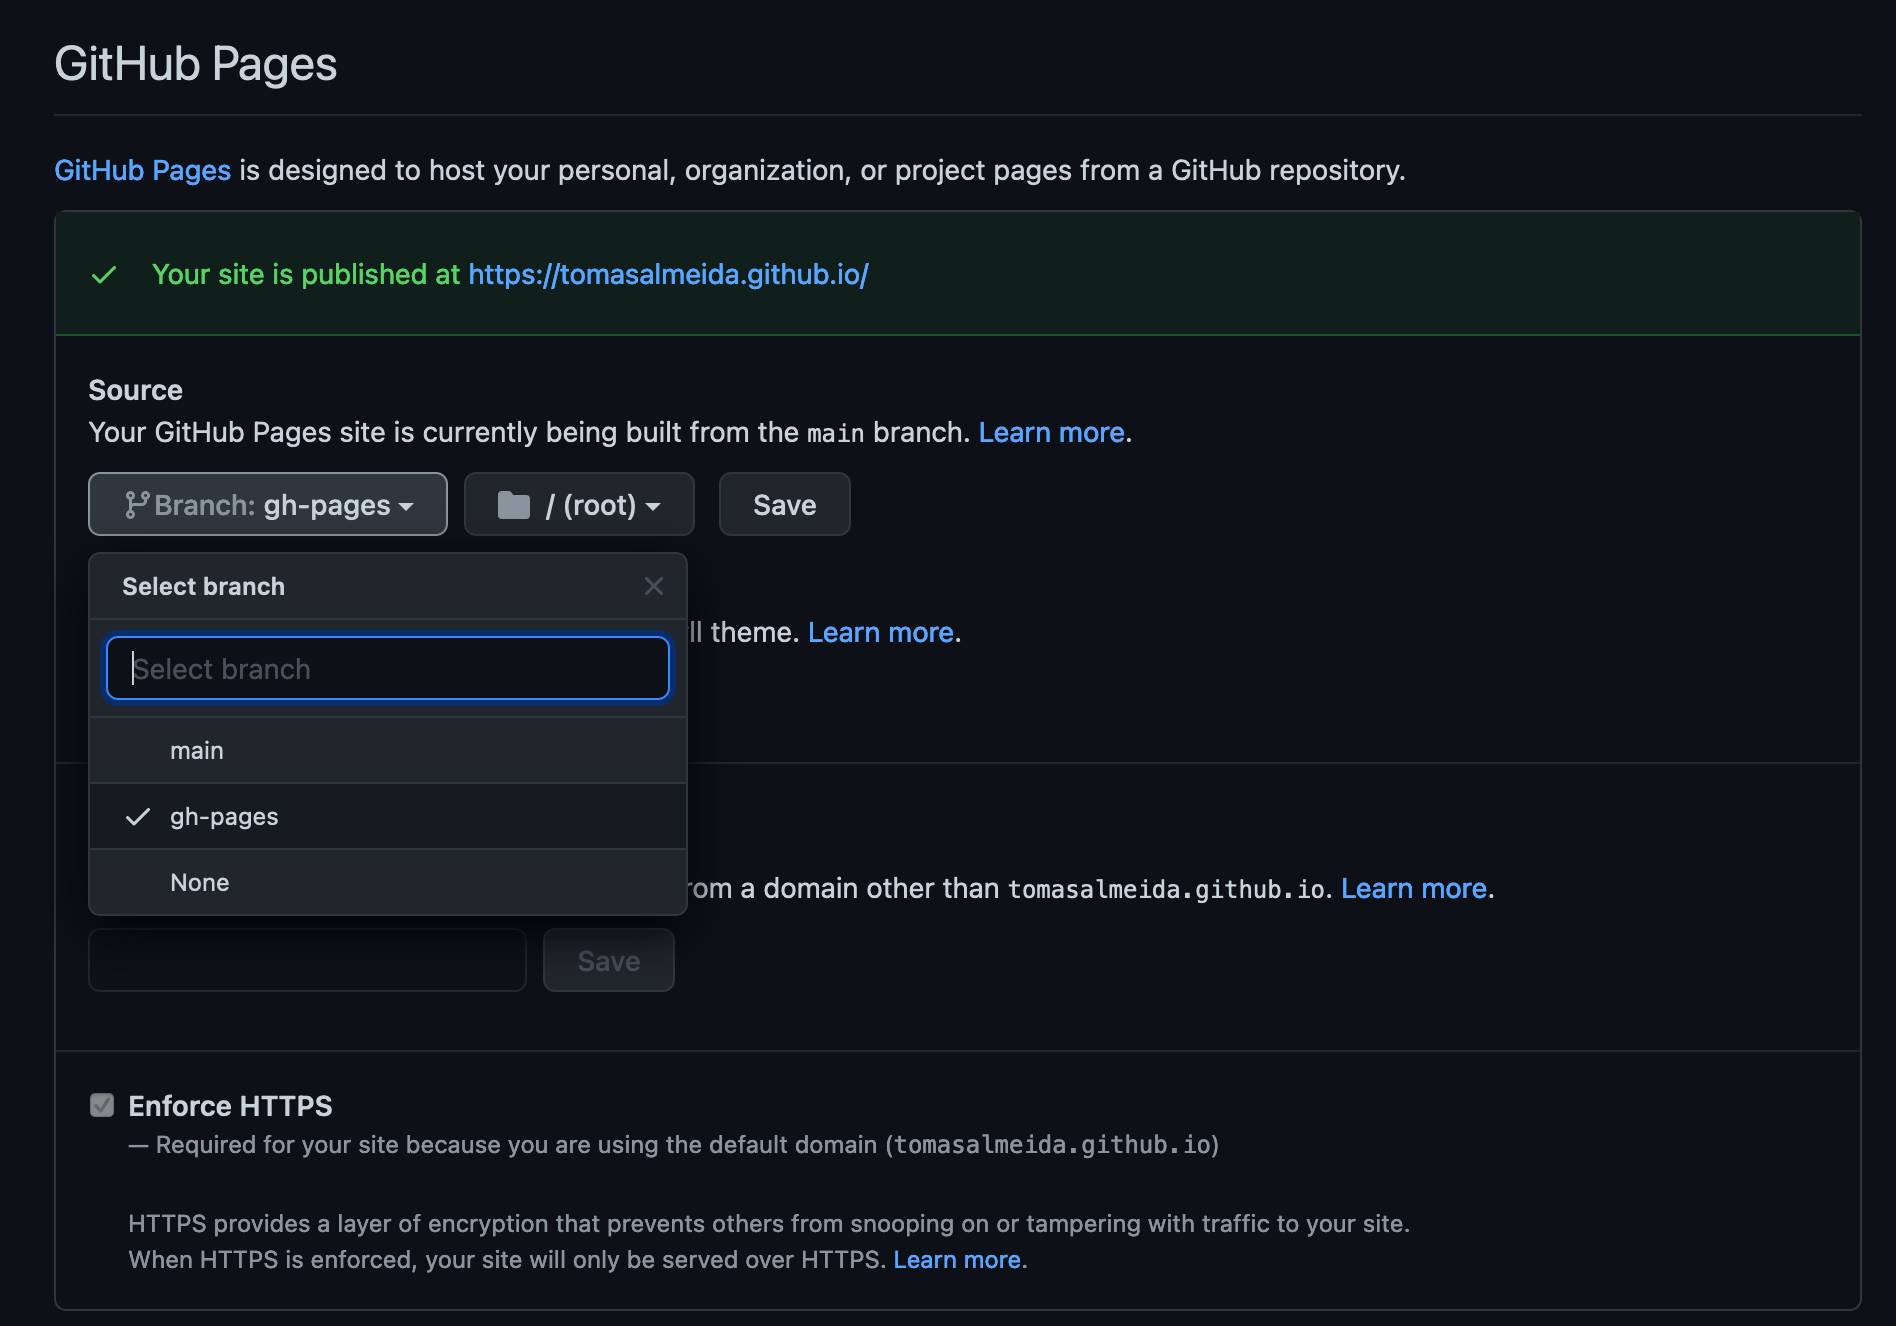 GitHub Pages
GitHub Pages is designed to host your personal, organization, or project pages from a GitHub repository.
Your site is published at https://tomasalmeida.github.io/
Source
Your GitHub Pages site is currently being built from the main branch. Learn more.
Branch: gh-pages
/ (root)
Save
Select branch
theme. Learn more.
Select branch
main
gh-pages
None
a domain other than tomasalmeida.github.io. Learn more.
Save
Enforce HTTPS
— Required for your site because you are using the default domain (tomasalmeida.github.io)
HTTPS provides a layer of encryption that prevents others from snooping on or tampering with traffic to your site.
When HTTPS is enforced, your site will only be served over HTTPS. Learn more.